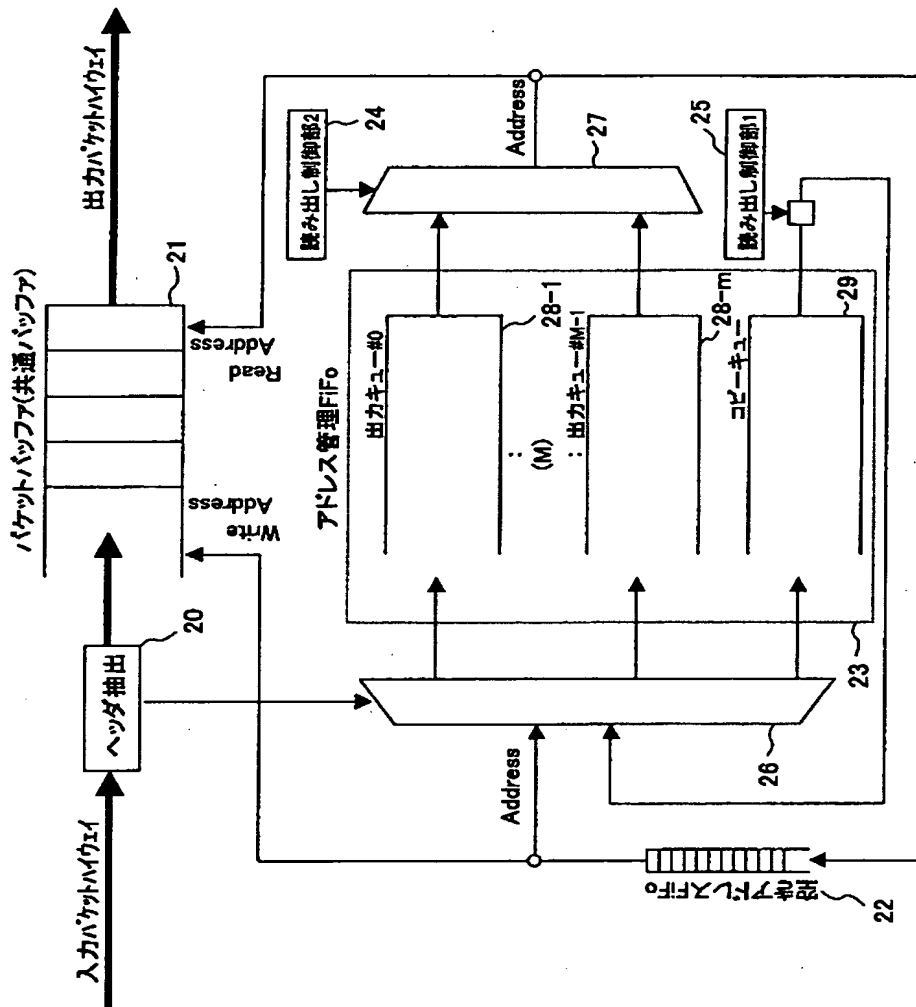 入力パケットハイウェイ
ヘッダ抽出
20
パケットバッファ(共通バッファ)
21
出力パケットハイウェイ
Write
Address
Read
Address
空きアドレスFiFo
22
Address
26
アドレス管理FiFo
23
出力キュー#0
28-1
:
(M)
:
出力キュー#M-1
28-m
コピーキュー
29
読み出し制御部2
24
27
Address
読み出し制御部1
25